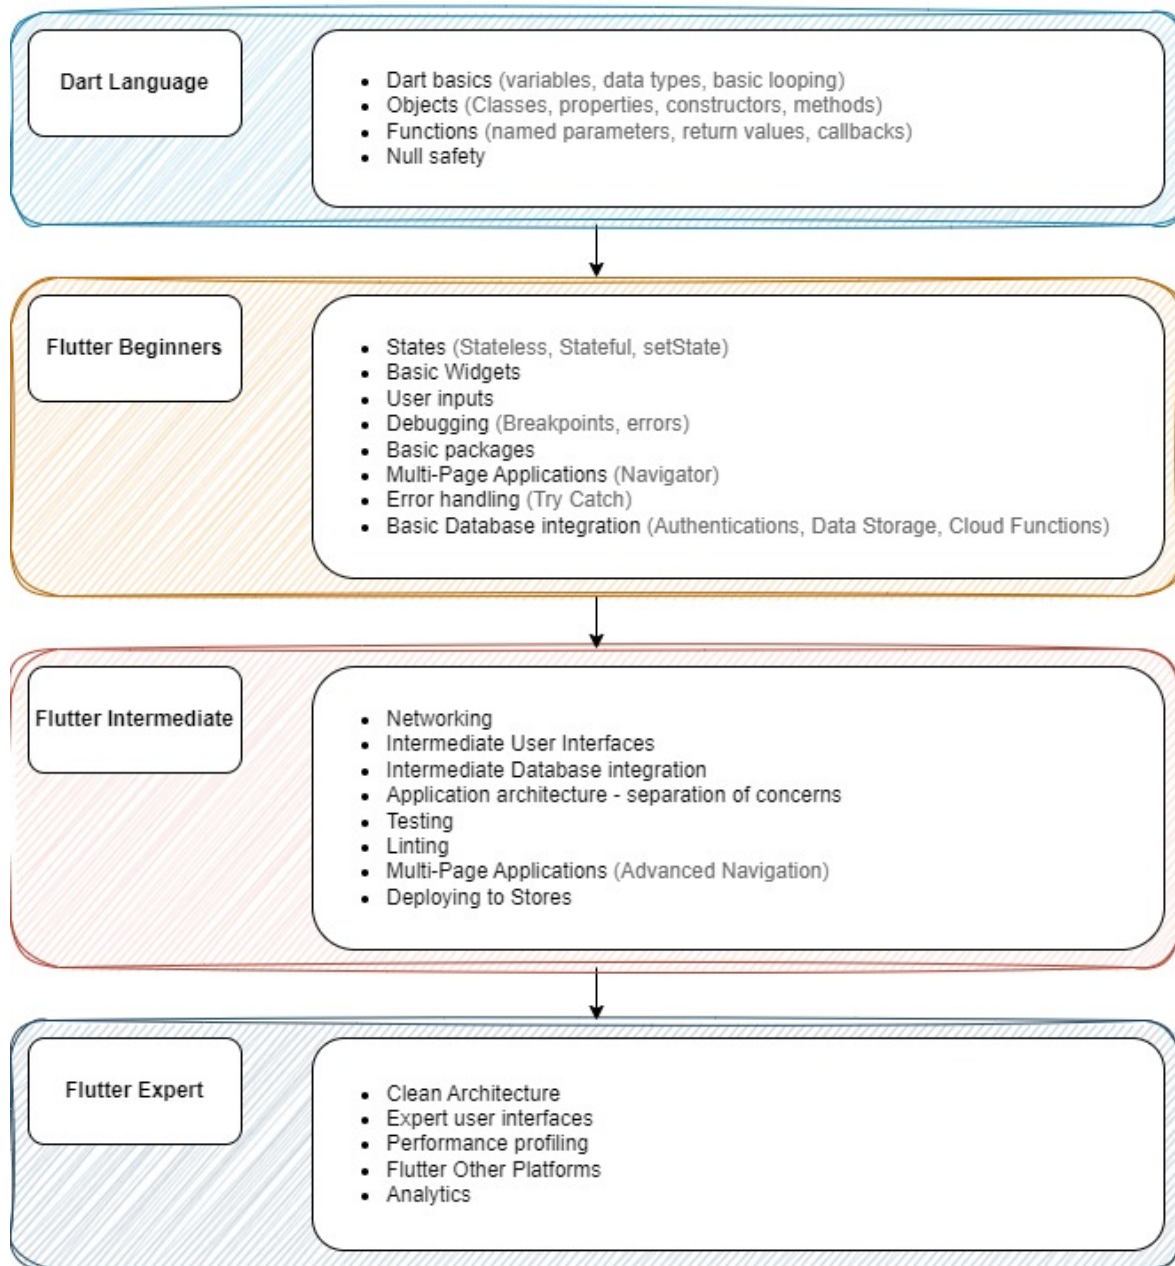 Dart Language
• Dart basics (variables, data types, basic looping)
• Objects (Classes, properties, constructors, methods)
• Functions (named parameters, return values, callbacks)
• Null safety
Flutter Beginners
• States (Stateless, Stateful, setState)
• Basic Widgets
• User inputs
• Debugging (Breakpoints, errors)
• Basic packages
• Multi-Page Applications (Navigator)
• Error handling (Try Catch)
• Basic Database integration (Authentications, Data Storage, Cloud Functions)
Flutter Intermediate
• Networking
• Intermediate User Interfaces
• Intermediate Database integration
• Application architecture - separation of concerns
• Testing
• Linting
• Multi-Page Applications (Advanced Navigation)
• Deploying to Stores
Flutter Expert
• Clean Architecture
• Expert user interfaces
• Performance profiling
• Flutter Other Platforms
• Analytics